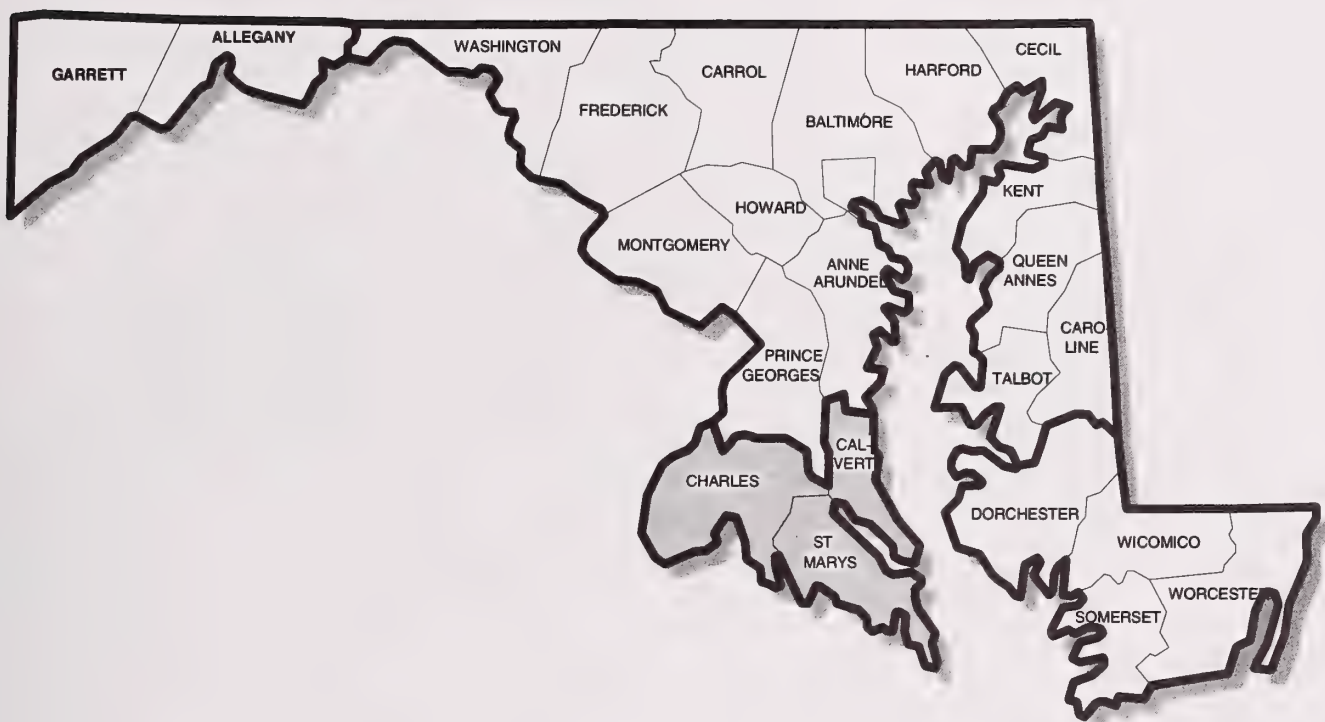 GARRETT
ALLEGANY
WASHINGTON
FREDERICK
CARROL
BALTIMORE
HARFORD
CECIL
KENT
HOWARD
MONTGOMERY
ANNE
ARUNDEL
QUEEN
ANNES
CARO-
LINE
PRINCE
GEORGES
TALBOT
CAL-
VERT
CHARLES
ST
MARYS
DORCHESTER
WICOMICO
SOMERSET
WORCESTER